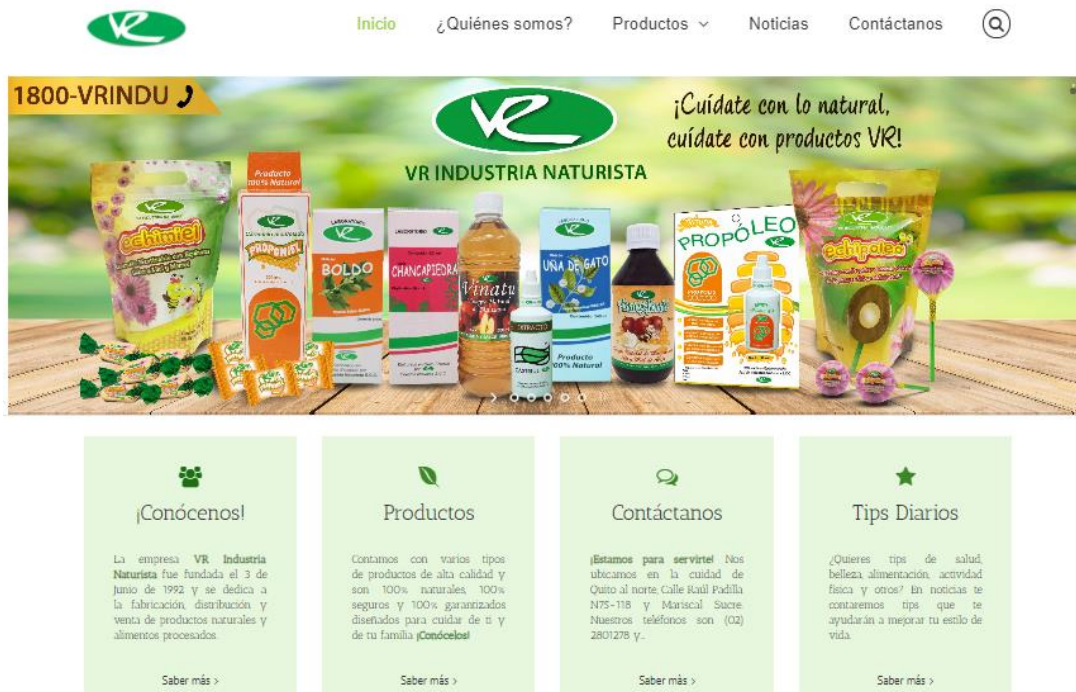 VR
Inicio ¿Quiénes somos? Productos Noticias Contáctanos
1800-VRINDU
VR
VR INDUSTRIA NATURISTA
¡Cuídate con lo natural,
cuídate con productos VR!
echimiel
Producto
100% Natural
PROPOMIEL
BOLDO
CHANCAPIEDRA
Vinatu
EXTRACTO
UÑA DE GATO
Producto
100% Natural
PROPÓLEO
echipoleo
¡Conócenos!
La empresa VR Industria
Naturista fue fundada el 3 de
Junio de 1992 y se dedica a
la fabricación, distribución y
venta de productos naturales y
alimentos procesados.
Saber más >
Productos
Contamos con varios tipos
de productos de alta calidad y
son 100% naturales, 100%
seguros y 100% garantizados
diseñados para cuidar de ti y
de tu familia ¡Conócelos!
Saber más >
Contáctanos
¡Estamos para servirte! Nos
ubicamos en la cuidad de
Quito al norte, Calle Raúl Padilla
N75-118 y Mariscal Sucre.
Nuestros teléfonos son (02)
2801278 y...
Saber más >
Tips Diarios
¿Quieres tips de salud,
belleza, alimentación, actividad
física y otros? En noticias te
contaremos tips que te
ayudarán a mejorar tu estilo de
vida.
Saber más >